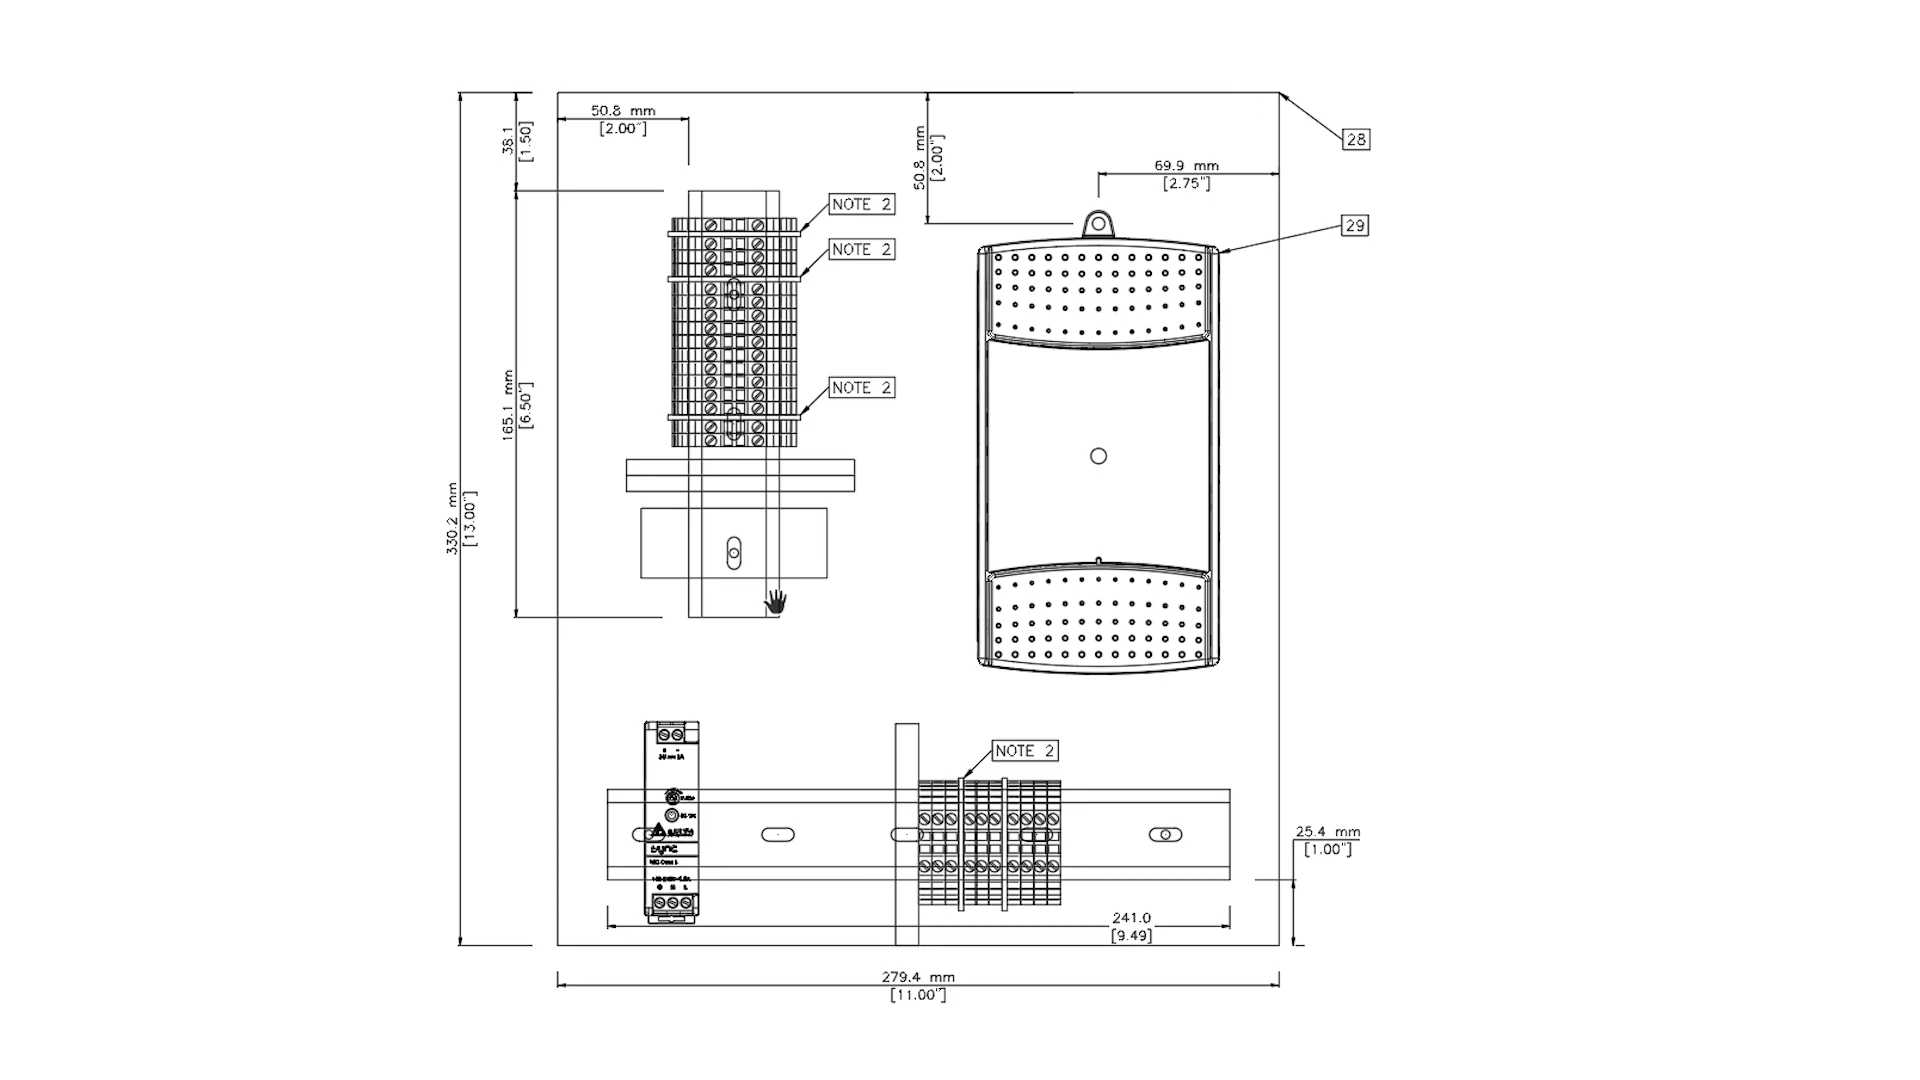 50.8 mm
[2.00"]
38.1
[1.50]
50.8 mm
[2.00"]
69.9 mm
[2.75"]
28
29
NOTE 2
NOTE 2
NOTE 2
165.1 mm
[6.50"]
330.2 mm
[13.00"]
NOTE 2
sync
25.4 mm
[1.00"]
241.0
[9.49]
279.4 mm
[11.00"]